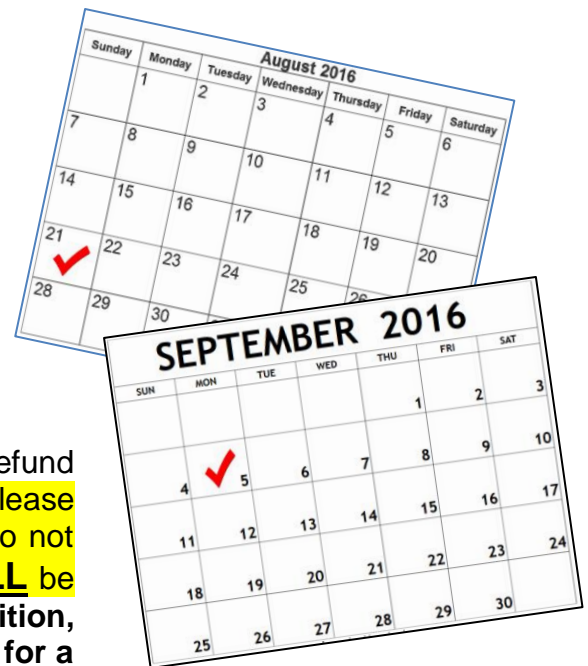 August 2016
Sunday Monday Tuesday Wednesday Thursday Friday Saturday
1 2 3 4 5 6
7 8 9 10 11 12 13
14 15 16 17 18 19 20
21 22 23 24 25
28 29 30
SEPTEMBER 2016
SUN MON TUE WED THU FRI SAT
1 2 3
4 5 6 7 8 9 10
11 12 13 14 15 16 17
18 19 20 21 22 23 24
25 26 27 28 29 30
efund
lease
o not
LL be
ition,
for a